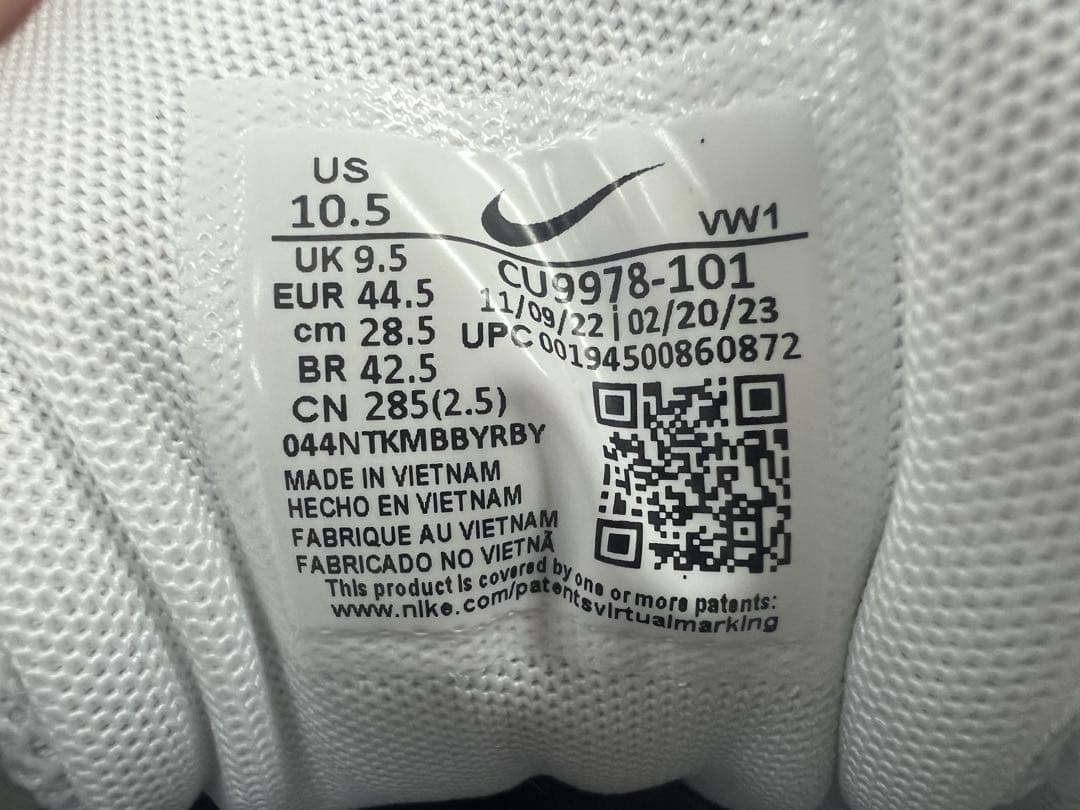 US
10.5
VW1
UK 9.5
EUR 44.5
cm 28.5
BR 42.5
CN 285(2.5)
CU9978-101
11/09/22 | 02/20/23
UPC 00194500860872
044NTKMBBYRBY
MADE IN VIETNAM
HECHO EN VIETNAM
FABRIQUE AU VIETNAM
FABRICADO NO VIETNÃ
This product is covered by one or more patents:
www.nike.com/patentsvirtualmarking